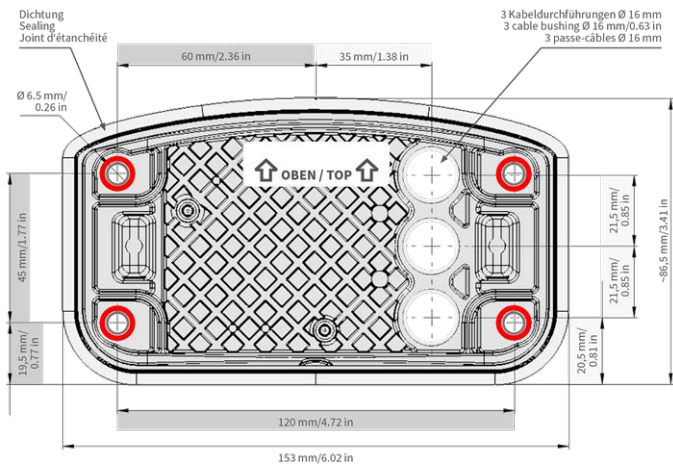 Dichtung
Sealing
Joint d'étanchéité
3 Kabeldurchführungen Ø 16 mm
3 cable bushing Ø 16 mm/0.63 in
3 passe-câbles Ø 16 mm
60 mm/2.36 in
35 mm/1.38 in
Ø 6.5 mm/
0.26 in
OBEN / TOP
45 mm/1.77 in
19,5 mm/
0.77 in
21,5 mm/
0.85 in
21,5 mm/
0.85 in
20,5 mm/
0.81 in
~86,5 mm/3.41 in
120 mm/4.72 in
153 mm/6.02 in